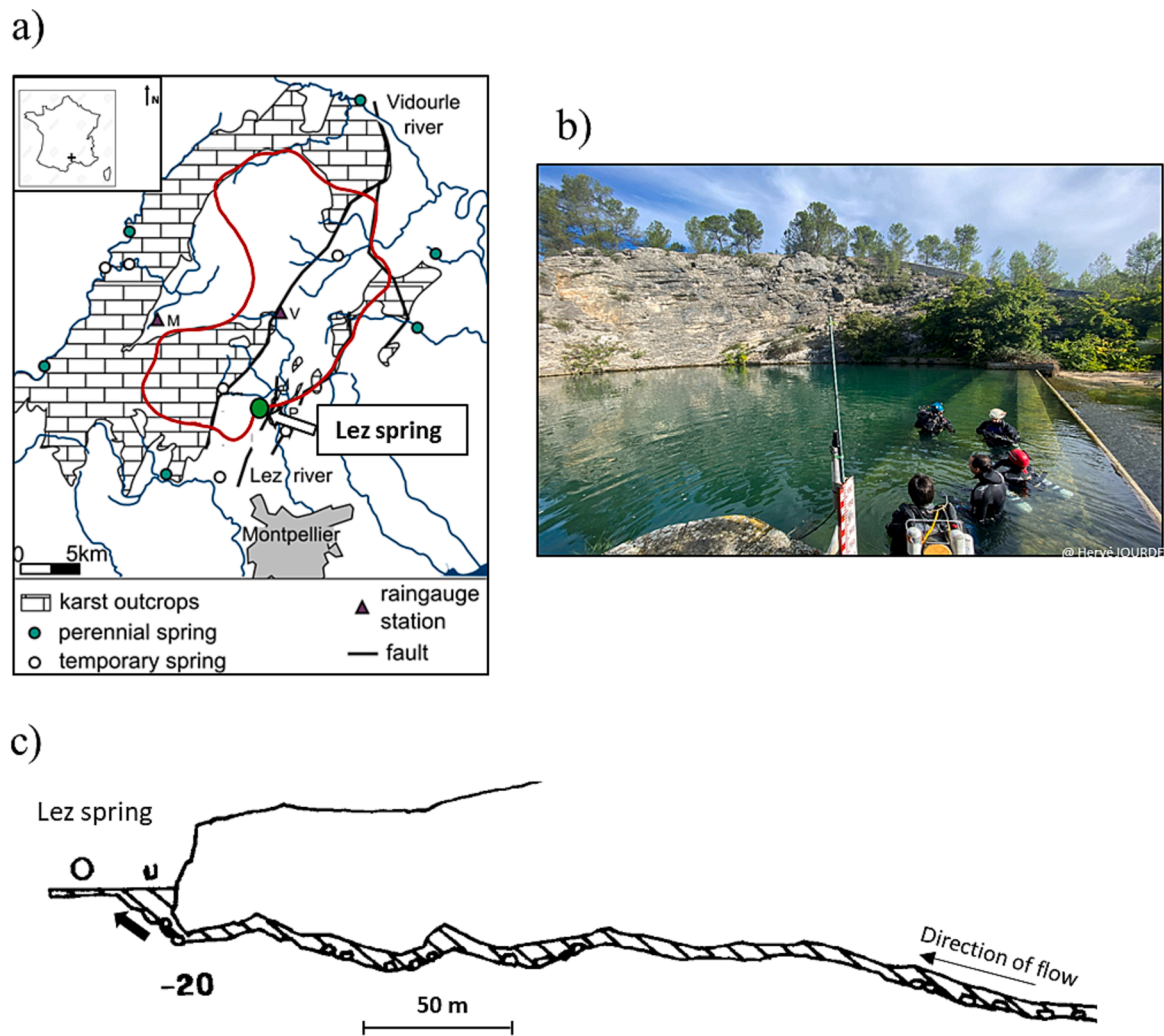 a)
N
Vidourle
river
M
V
P
Lez spring
Lez river
Montpellier
0 5km
karst outcrops
perennial spring
temporary spring
raingauge
station
fault
b)
@ Hervé JOURDE
c)
Lez spring
O
-20
50 m
Direction of flow